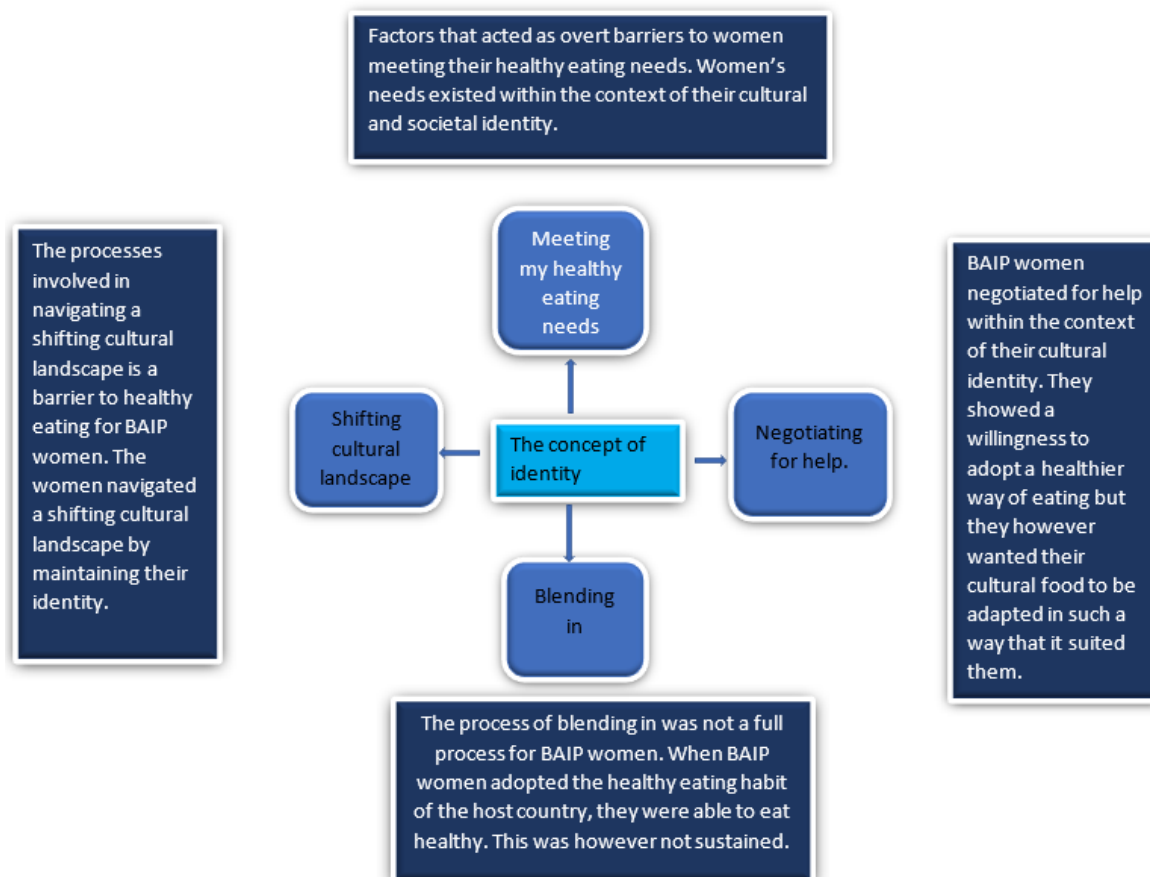 Factors that acted as overt barriers to women
meeting their healthy eating needs. Women's
needs existed within the context of their cultural
and societal identity.
Meeting
my healthy
eating
needs
The processes
involved in
navigating a
shifting cultural
landscape is a
barrier to healthy
eating for BAIP
women. The
women navigated
a shifting cultural
landscape by
maintaining their
identity.
Shifting
cultural
landscape
The concept of
identity
Negotiating
for help.
BAIP women
negotiated for help
within the context
of their cultural
identity. They
showed a
willingness to
adopt a healthier
way of eating but
they however
wanted their
cultural food to be
adapted in such a
way that it suited
them.
Blending
in
The process of blending in was not a full
process for BAIP women. When BAIP
women adopted the healthy eating habit
of the host country, they were able to eat
healthy. This was however not sustained.